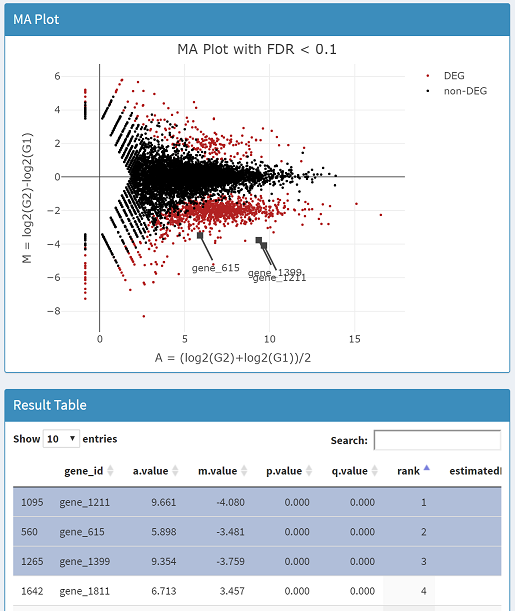 MA Plot
MA Plot with FDR < 0.1
M = log2(G2)-log2(G1)
6
4
2
0
−2
−4
−6
−8
0
5
10
15
A = (log2(G2)+log2(G1))/2
DEG
non-DEG
gene_615
gene_1399
gene_1211
Result Table
Show 10 entries
Search:
gene_id a.value m.value p.value q.value rank estimated
1095 gene_1211 9.661 -4.080 0.000 0.000 1
560 gene_615 5.898 -3.481 0.000 0.000 2
1265 gene_1399 9.354 -3.759 0.000 0.000 3
1642 gene_1811 6.713 3.457 0.000 0.000 4